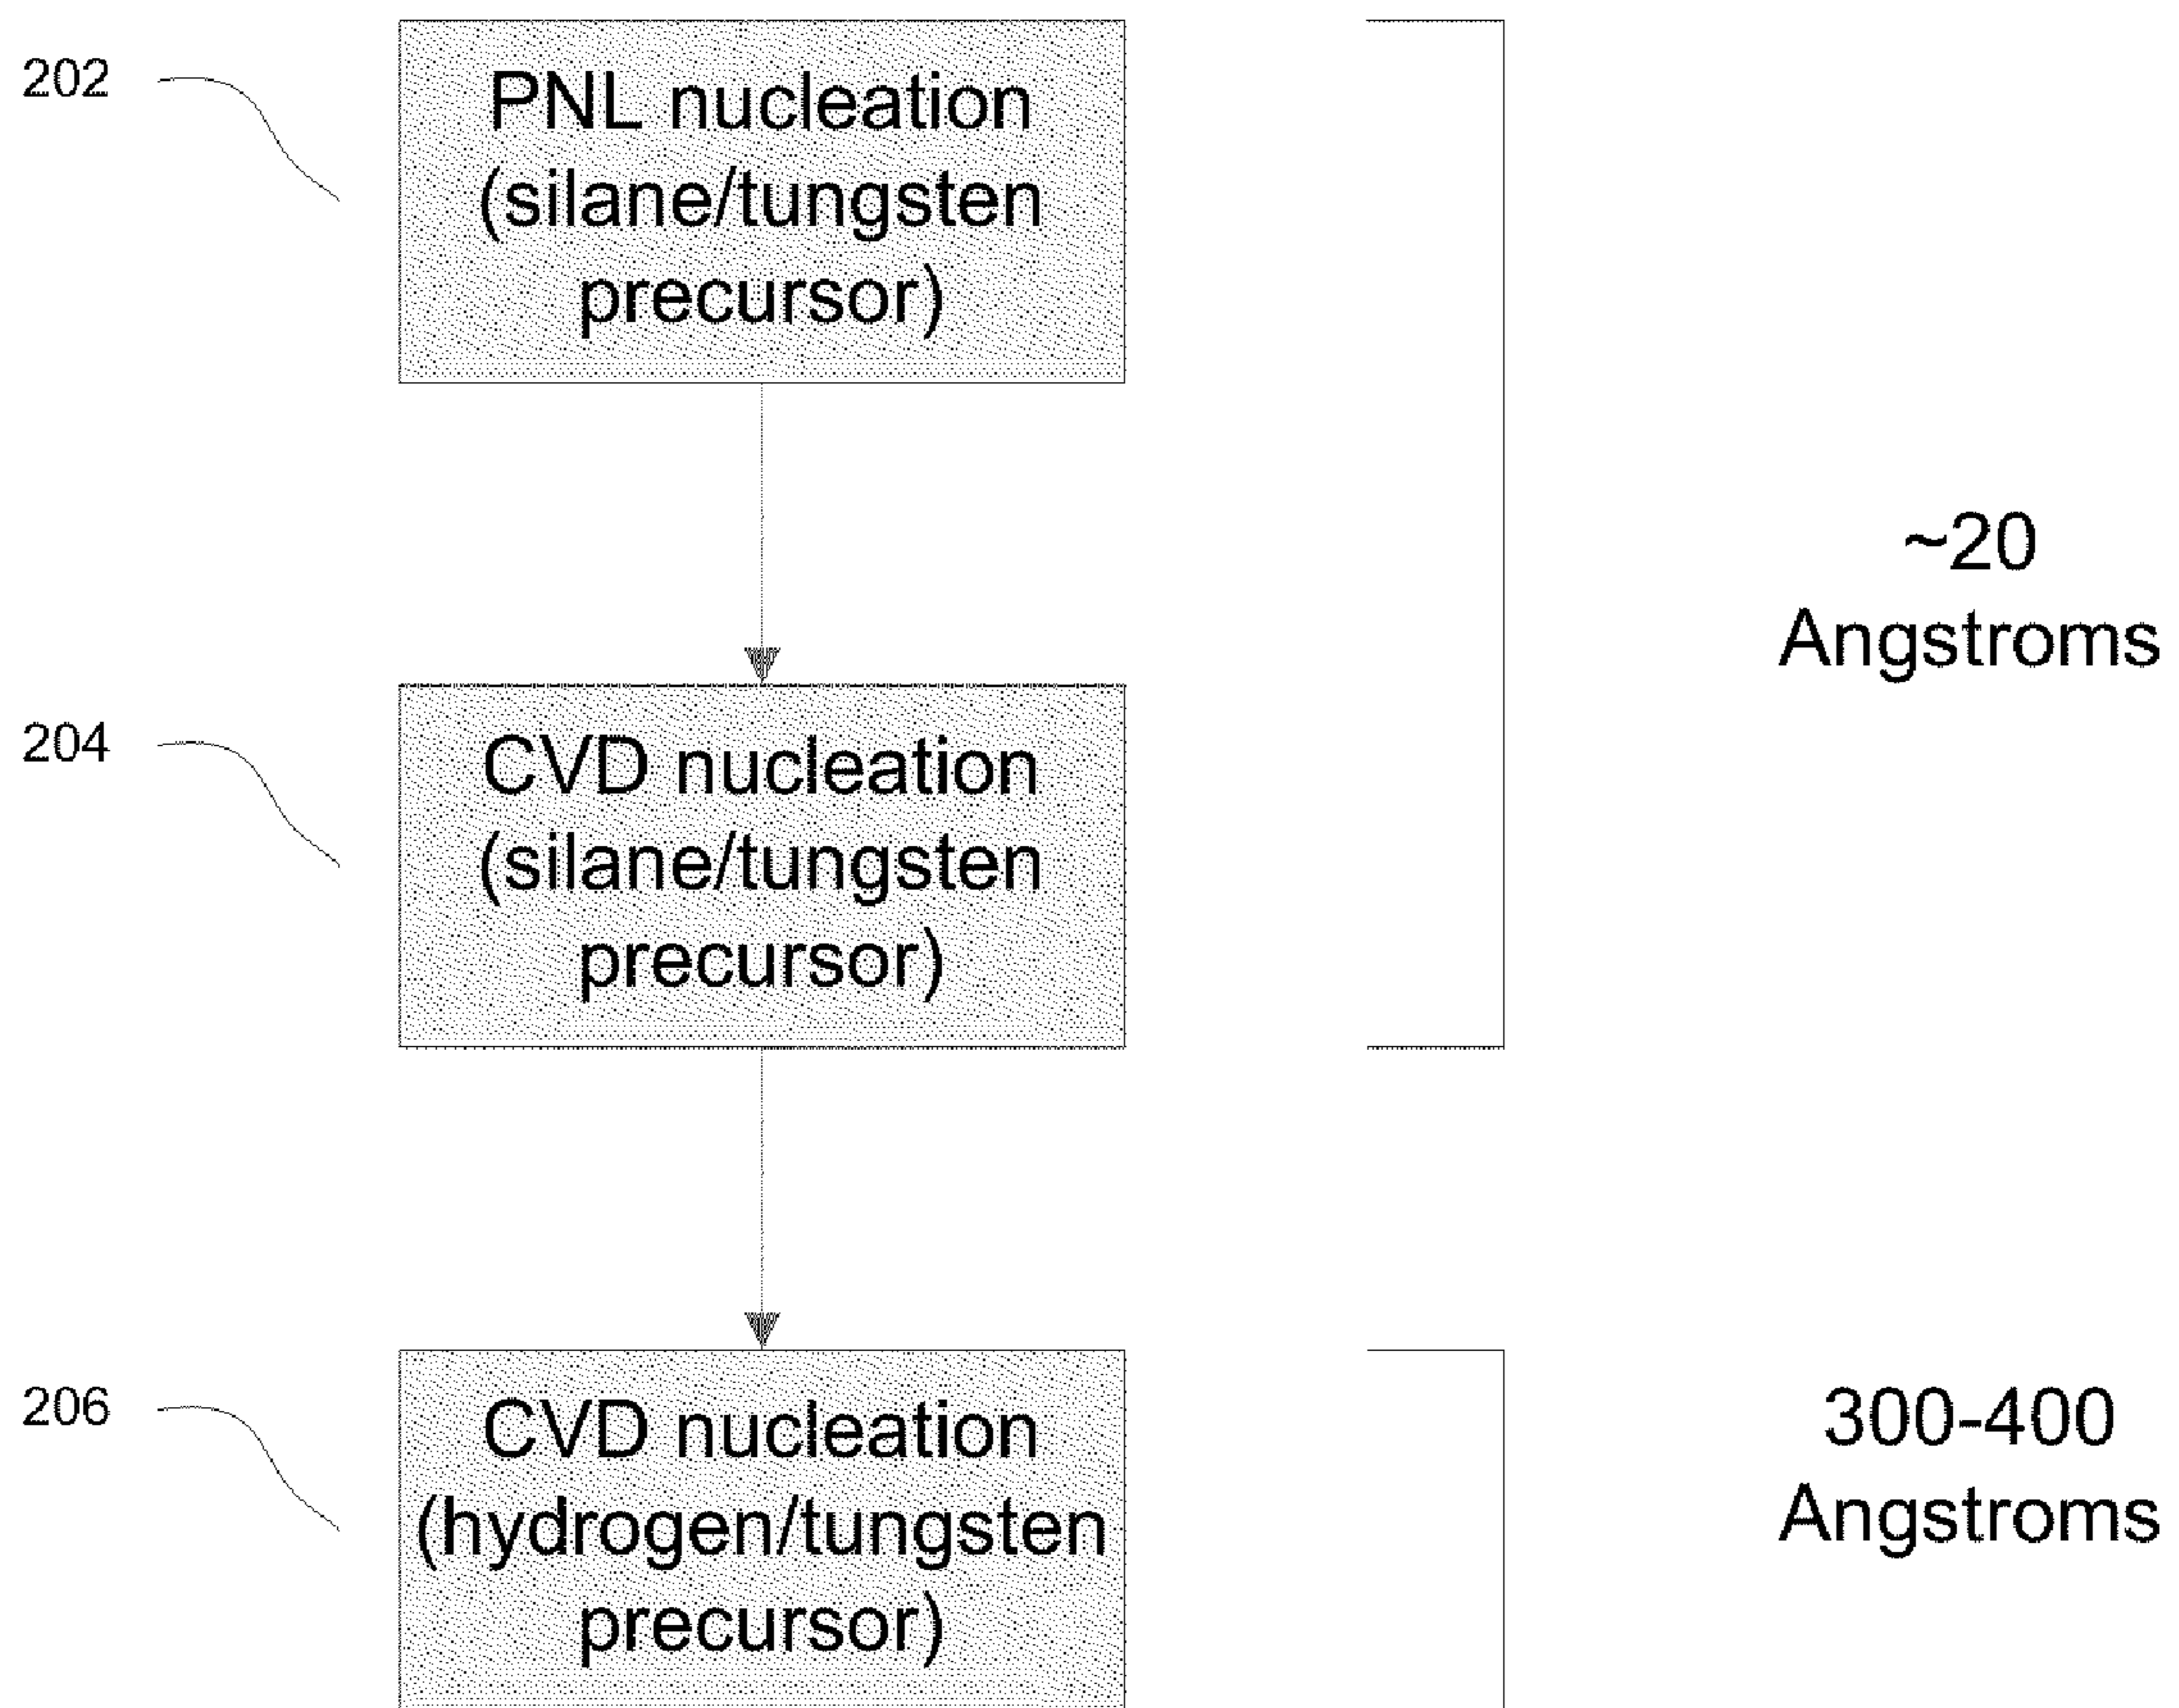 202
PNL nucleation
(silane/tungsten
precursor)
~20
Angstroms
204
CVD nucleation
(silane/tungsten
precursor)
206
CVD nucleation
(hydrogen/tungsten
precursor)
300-400
Angstroms